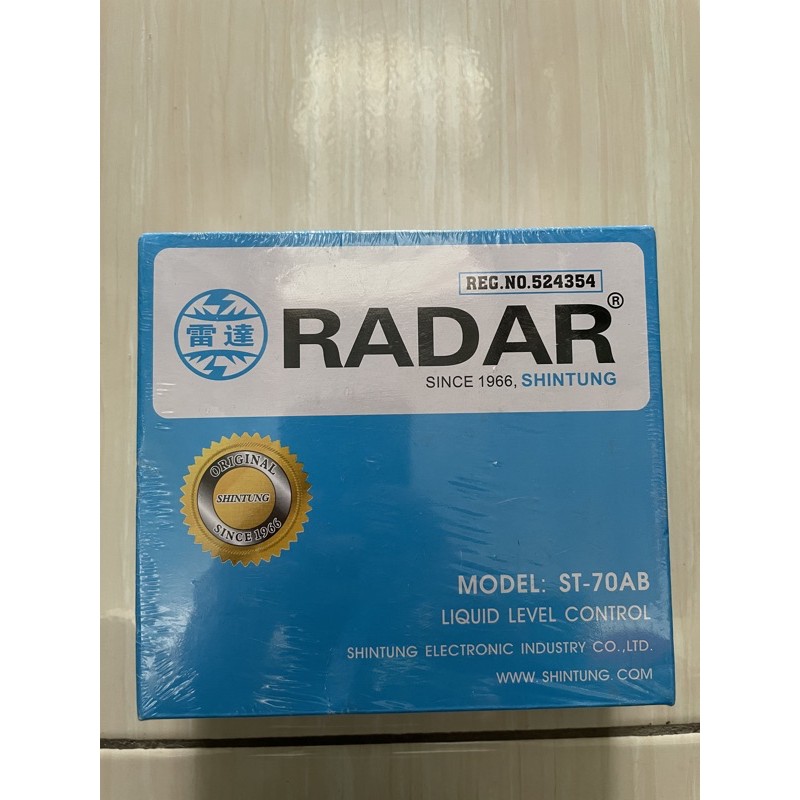 REG.NO.524354
雷達
RADAR®
SINCE 1966, SHINTUNG
ORIGINAL
SHINTUNG
SINCE 1966
MODEL: ST-70AB
LIQUID LEVEL CONTROL
SHINTUNG ELECTRONIC INDUSTRY CO.,LTD.
WWW.SHINTUNG.COM